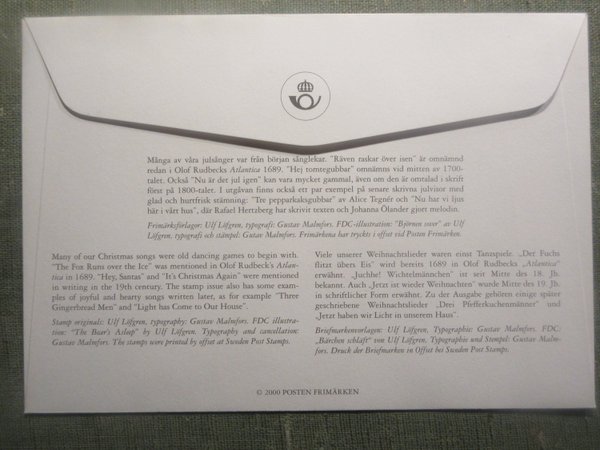 Många av våra julsånger var från början sånglekar. "Räven raskar över isen" är omnämnd
redan i Olof Rudbecks Atlantica 1689. "Hej tomtegubbar" omnämns vid mitten av 1700-
talet. Också "Nu är det jul igen" kan vara mycket gammal, även om den är omtalad i skrift
först på 1800-talet. I utgåvan finns också ett par exempel på senare skrivna julvisor med
glad och hurtfrisk stämning: "Tre pepparkaksgubbar" av Alice Tegnér och "Nu har vi ljus
här i vårt hus", där Rafael Hertzberg har skrivit texten och Johanna Ölander gjort melodin.
Frimärksförlagor: Ulf Löfgren, typografi: Gustav Malmfors. FDC-illustration: "Björnen sover" av Ulf
Löfgren, typografi och stämpel: Gutav Malmfors. Frimärkena har tryckts i offset vid Posten Frimärken.
Many of our Christmas songs were old dancing games to begin with.
"The Fox Runs over the Ice" was mentioned in Olof Rudbeck's Atlan-
tica in 1689. "Hey, Santas" and "It's Christmas Again" were mentioned
in writing in the 19th century. The stamp issue also has some exam-
ples of joyful and hearty songs written later, as for example "Three
Gingerbread Men" and "Light has Come to Our House".
Stamp originals: Ulf Löfgren, typography: Gustav Malmfors. FDC illustra-
tion: "The Bear's Asleep" by Ulf Löfgren. Typography and cancellation:
Gustav Malmfors. The stamps were printed by offset at Sweden Post Stamps.
Viele unserer Weihnachtslieder waren einst Tanzspiele. „Der Fuchs
flitzt übers Eis" wird bereits 1689 in Olof Rudbecks „Atlantica"
erwähnt. „Juchhe! Wichtelmännchen" ist seit Mitte des 18. Jh.
bekannt. Auch „Jetzt ist wieder Weihnachten" wurde Mitte des 19. Jh.
in schriftlicher Form erwähnt. Zu der Ausgabe gehören einige später
geschriebene Weihnachtslieder „Drei Pfefferkuchenmänner" und
„Jetzt haben wir Licht in unserem Haus".
Briefmarkenvorlagen: Ulf Löfgren, Typographie: Gustav Malmfors. FDC:
„Bärchen schläft" von Ulf Löfgren, Typographie und Stempel: Gustav Malm-
fors. Druck der Briefmarken in Offset bei Sweden Post Stamps.
© 2000 POSTEN FRIMÄRKEN